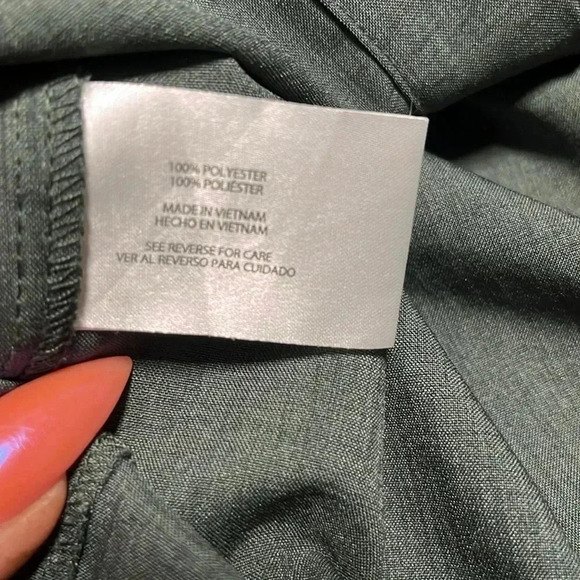 100% POLYESTER
100% POLIÉSTER
MADE IN VIETNAM
HECHO EN VIETNAM
SEE REVERSE FOR CARE
VER AL REVERSO PARA CUIDADO